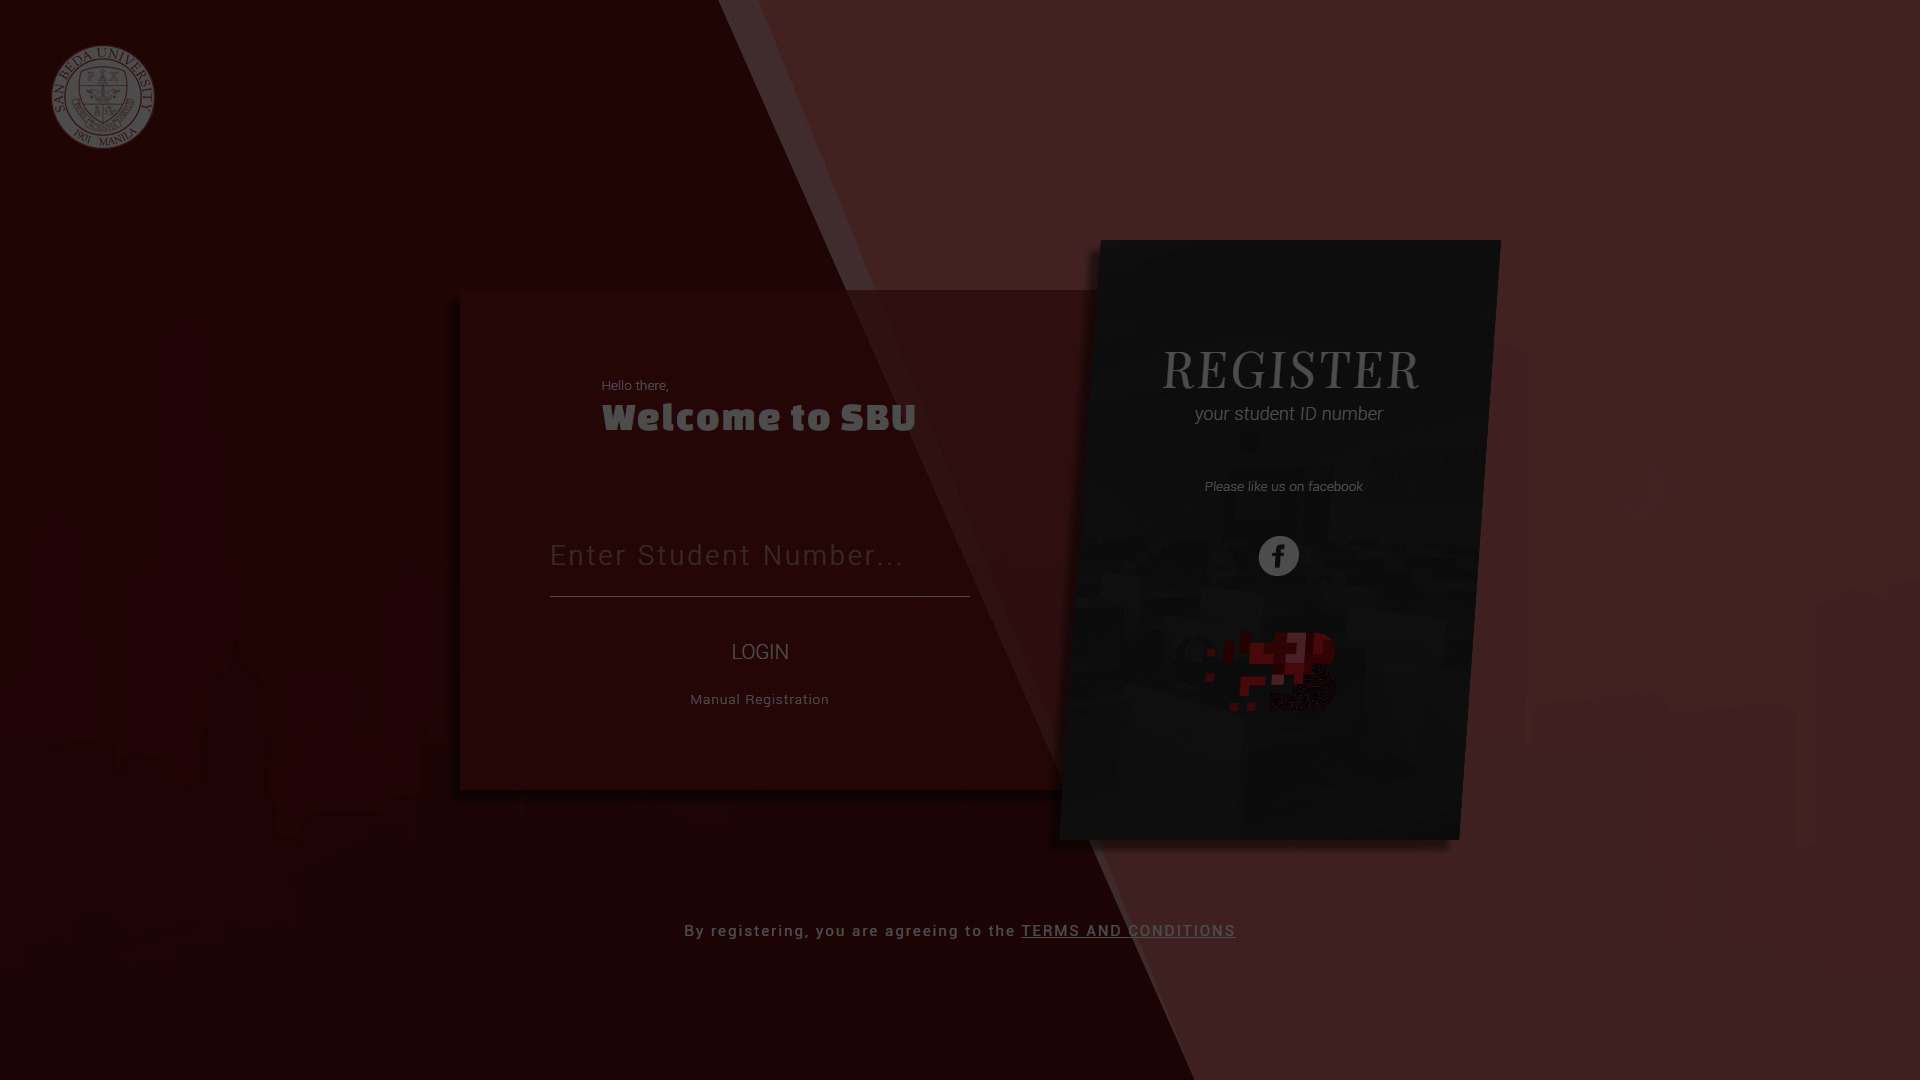 SAN BEDA UNIVERSITY
PAX
1901 MANILA
Hello there,
Welcome to SBU
Enter Student Number...
LOGIN
Manual Registration
REGISTER
your student ID number
Please like us on facebook
By registering, you are agreeing to the TERMS AND CONDITIONS